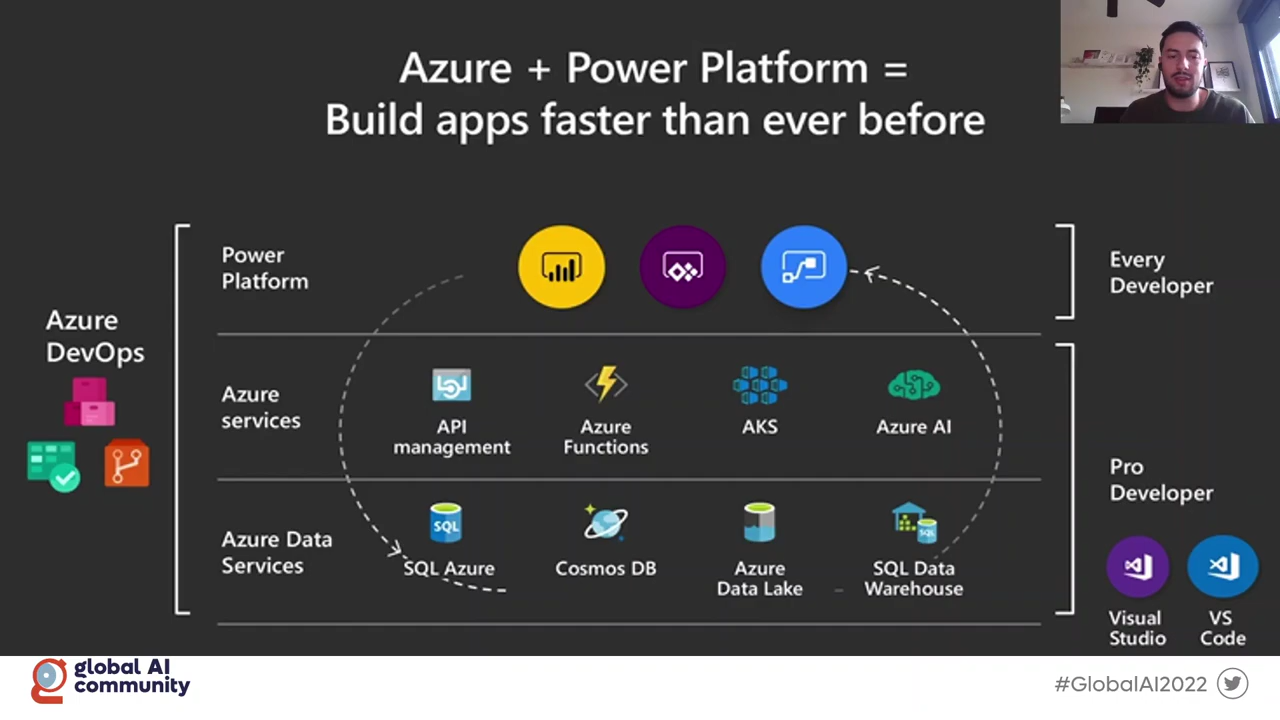 Azure + Power Platform =
Build apps faster than ever before
Power
Platform
Every
Developer
Azure
DevOps
Azure
services
API
management
Azure
Functions
AKS
Azure AI
Pro
Developer
Azure Data
Services
SQL
SQL Azure
Cosmos DB
Azure
Data Lake
SQL
SQL Data
Warehouse
Visual
Studio
VS
Code
global AI
community
#GlobalAI2022